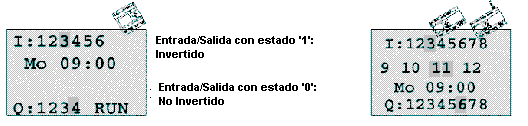 I:123456
Mo 09:00
Q:1234 RUN
Entrada/Salida con estado '1':
Invertido
Entrada/Salida con estado '0':
No Invertido
I:12345678
9 10 11 12
Mo 09:00
Q:12345678